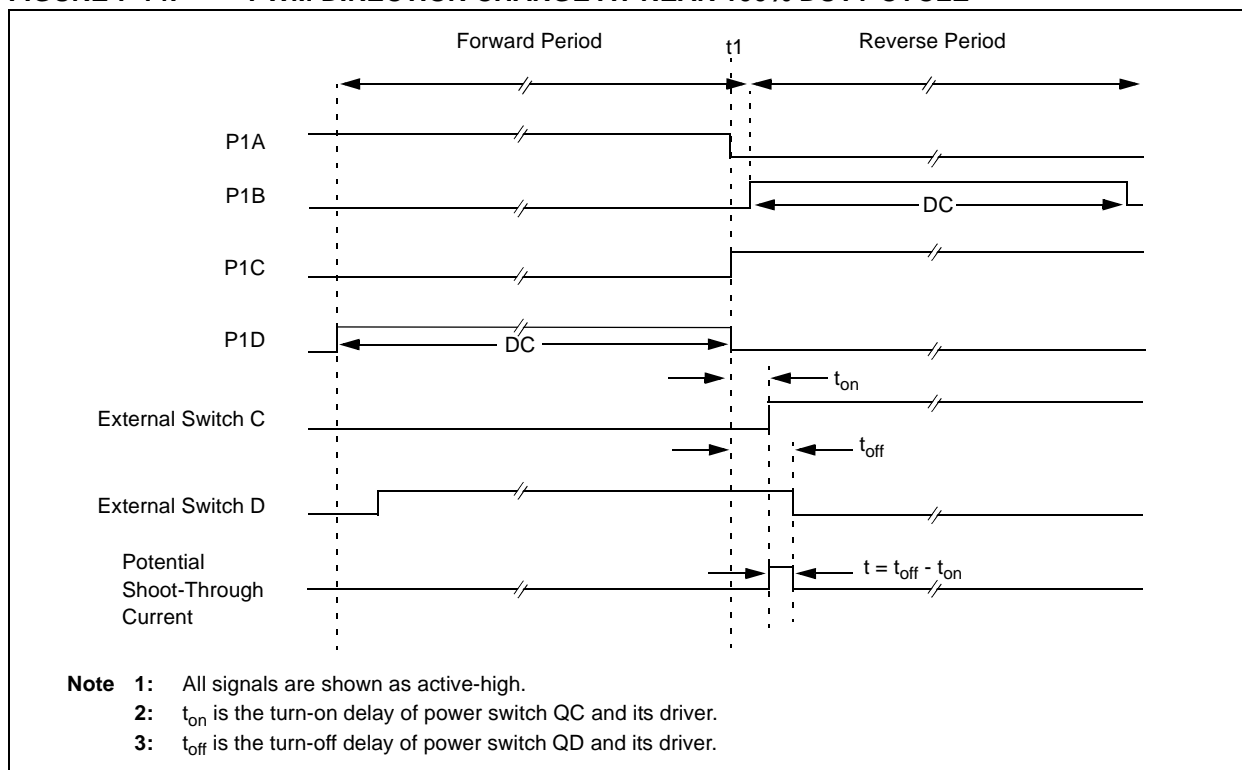 Forward Period
t1
Reverse Period
P1A
P1B
DC
P1C
P1D
DC
ton
External Switch C
toff
External Switch D
Potential
Shoot-Through
Current
t = toff - ton
Note 1: All signals are shown as active-high.
2: ton is the turn-on delay of power switch QC and its driver.
3: toff is the turn-off delay of power switch QD and its driver.